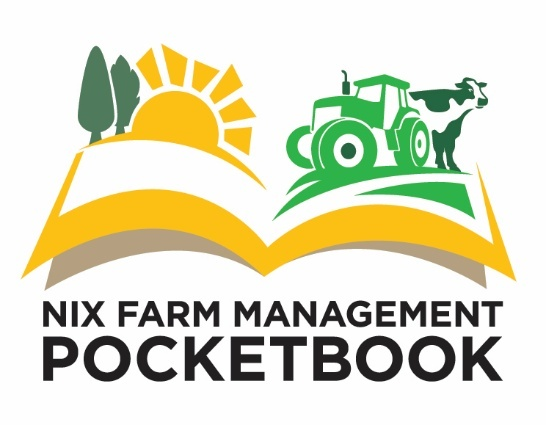 NIX FARM MANAGEMENT
POCKETBOOK